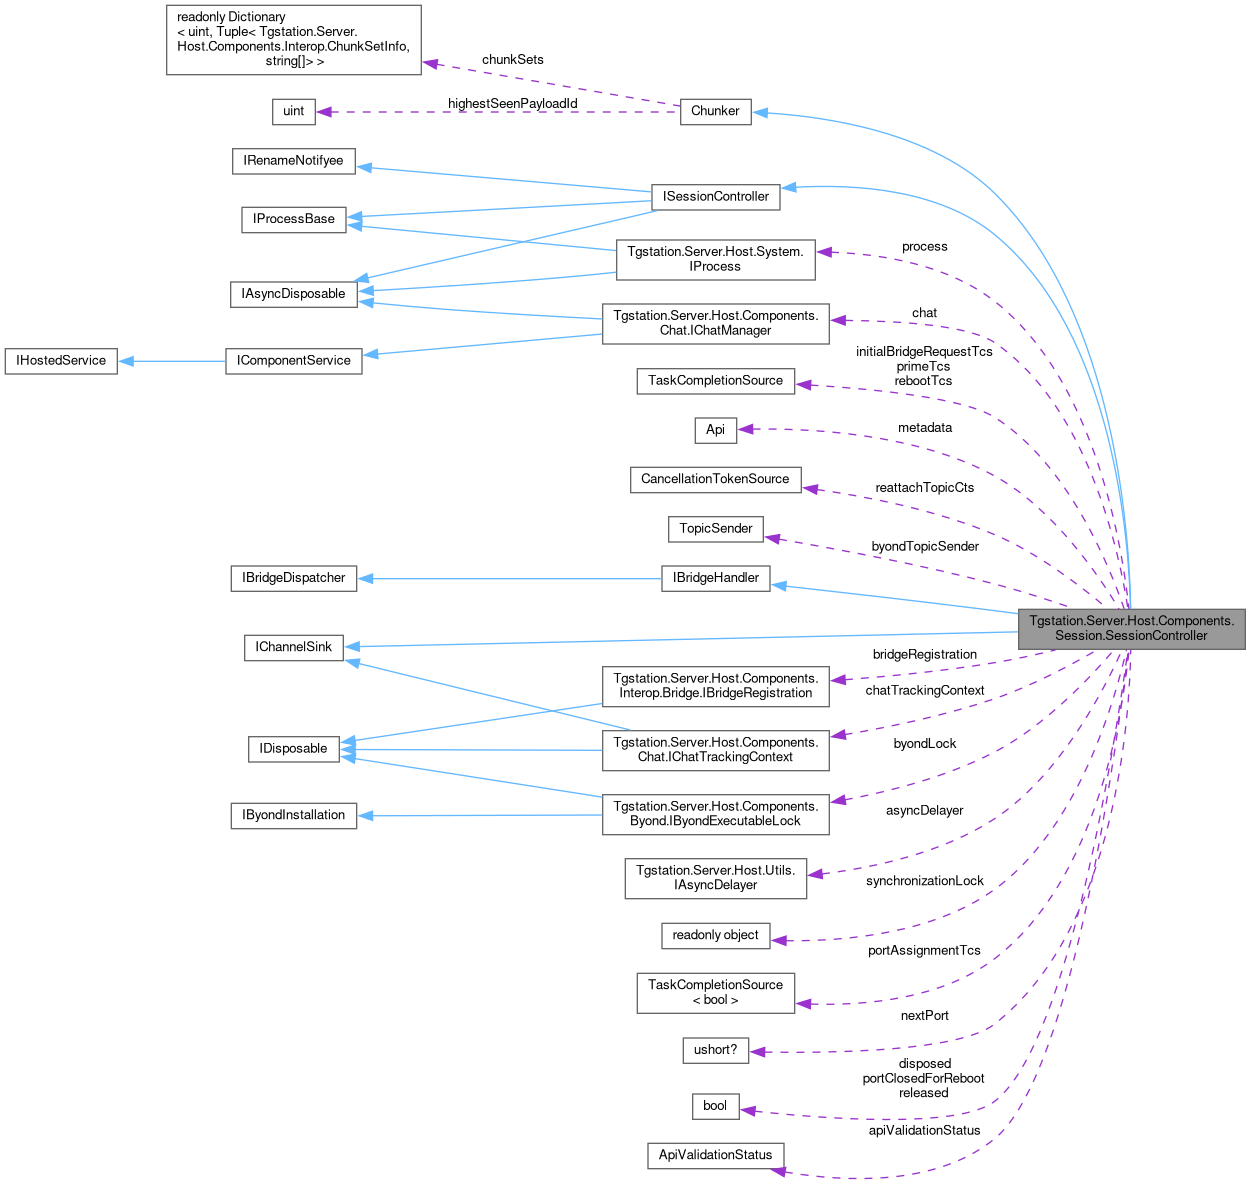 readonly Dictionary
< uint, Tuple< Tgstation.Server.
Host.Components.Interop.ChunkSetInfo,
string[]> >
chunkSets
uint
highestSeenPayloadId
Chunker
IRenameNotifyee
ISessionController
IProcessBase
Tgstation.Server.Host.System.
IProcess
process
IAsyncDisposable
Tgstation.Server.Host.Components.
Chat.IChatManager
chat
IHostedService
IComponentService
initialBridgeRequestTcs
primeTcs
rebootTcs
TaskCompletionSource
Api
metadata
CancellationTokenSource
reattachTopicCts
TopicSender
byondTopicSender
IBridgeDispatcher
IBridgeHandler
Tgstation.Server.Host.Components.
Session.SessionController
IChannelSink
bridgeRegistration
Tgstation.Server.Host.Components.
Interop.Bridge.IBridgeRegistration
chatTrackingContext
IDisposable
Tgstation.Server.Host.Components.
Chat.IChatTrackingContext
byondLock
IByondInstallation
Tgstation.Server.Host.Components.
Byond.IByondExecutableLock
asyncDelayer
Tgstation.Server.Host.Utils.
IAsyncDelayer
synchronizationLock
readonly object
portAssignmentTcs
TaskCompletionSource
< bool >
nextPort
ushort?
disposed
portClosedForReboot
released
bool
apiValidationStatus
ApiValidationStatus